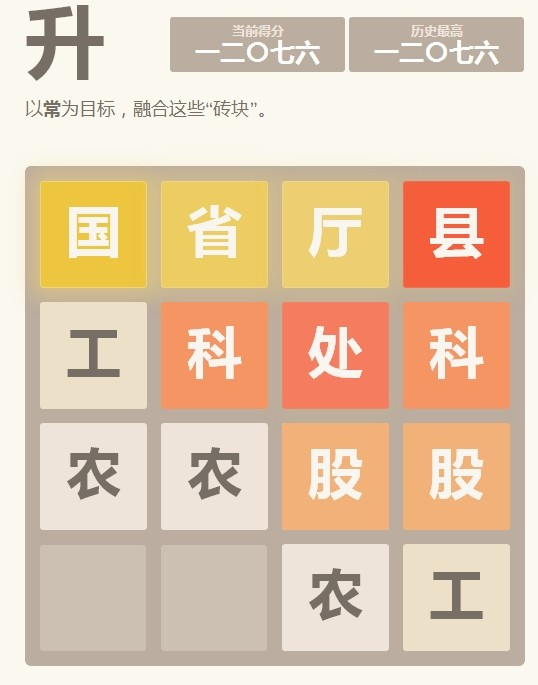 升
当前得分
一二〇七六
历史最高
一二〇七六
以常为目标，融合这些“砖块”。
国 省 厅 县
工 科 处 科
农 农 股 股
农 工